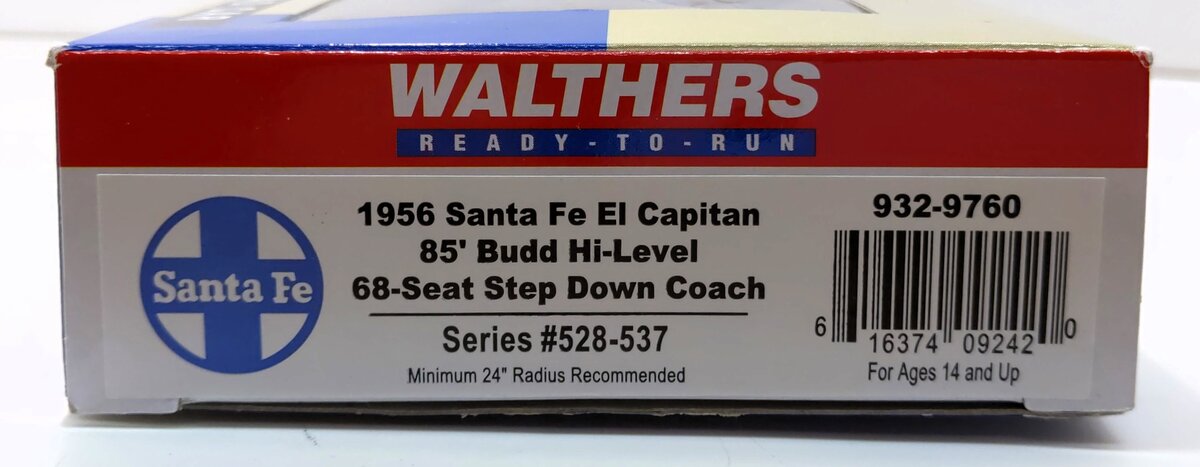 WALTHERS
READY-TO-RUN
Santa Fe
1956 Santa Fe El Capitan
85' Budd Hi-Level
68-Seat Step Down Coach
Series #528-537
Minimum 24" Radius Recommended
932-9760
6 16374 09242 0
For Ages 14 and Up